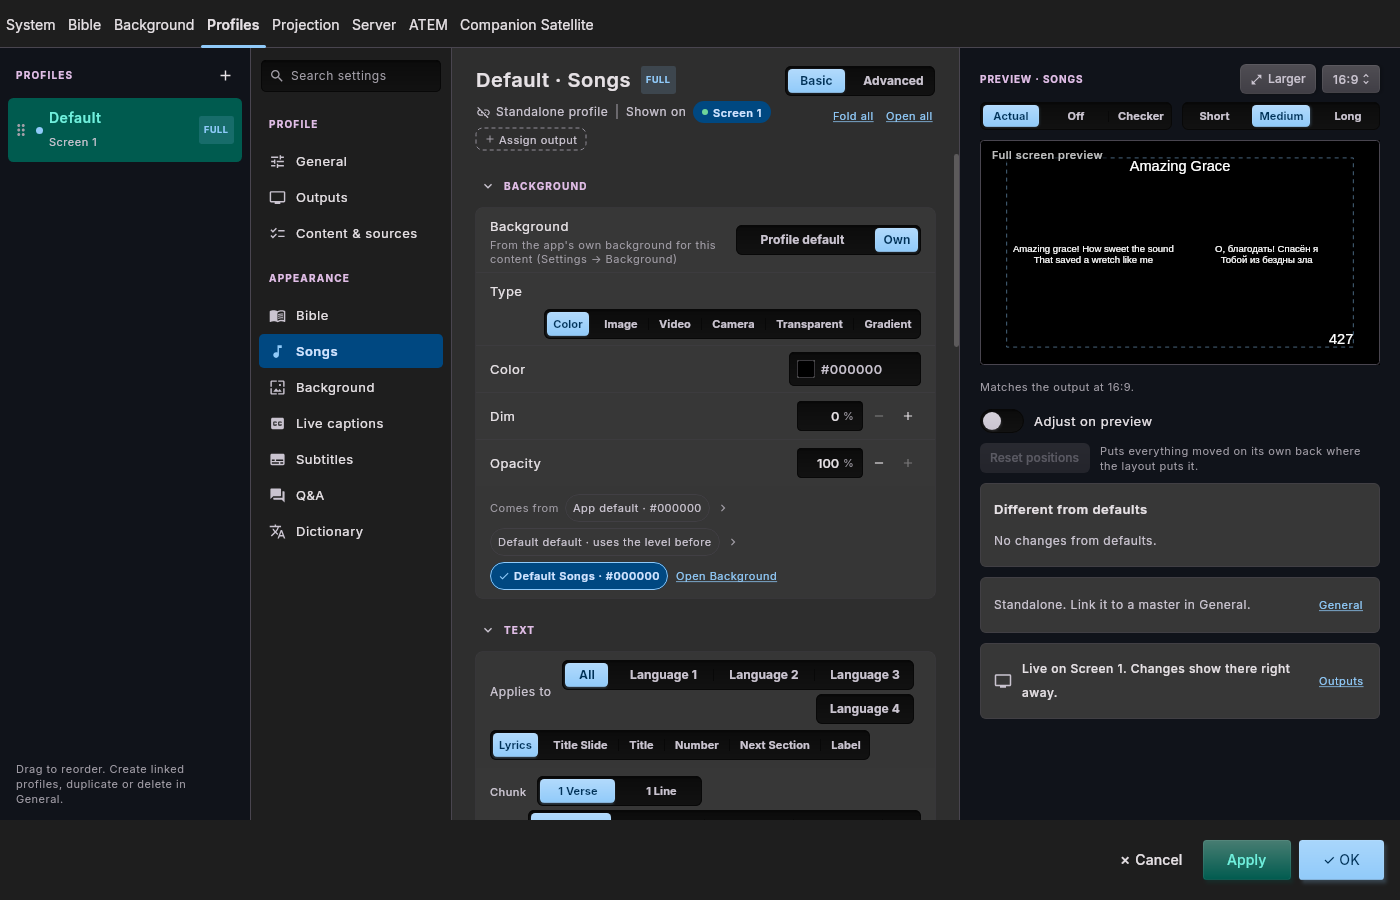 System Bible Background Profiles Projection Server ATEM Companion Satellite
PROFILES
Default
Screen 1
FULL
Drag to reorder. Create linked
profiles, duplicate or delete in
General.
Search settings
PROFILE
General
Outputs
Content & sources
APPEARANCE
Bible
Songs
Background
Live captions
Subtitles
Q&A
Dictionary
Default · Songs FULL
Basic Advanced
Standalone profile | Shown on Screen 1
Fold all Open all
+ Assign output
BACKGROUND
Background
From the app's own background for this
content (Settings → Background)
Profile default Own
Type
Color Image Video Camera Transparent Gradient
Color #000000
Dim 0 % − +
Opacity 100 % − +
Comes from App default · #000000 ›
Default default · uses the level before ›
✓ Default Songs · #000000 Open Background
TEXT
Applies to All Language 1 Language 2 Language 3
Language 4
Lyrics Title Slide Title Number Next Section Label
Chunk 1 Verse 1 Line
PREVIEW · SONGS
Larger 16:9
Actual Off Checker Short Medium Long
Full screen preview
Amazing Grace
Amazing grace! How sweet the sound
That saved a wretch like me
О, благодать! Спасён я
Тобой из бездны зла
427
Matches the output at 16:9.
Adjust on preview
Reset positions
Puts everything moved on its own back where
the layout puts it.
Different from defaults
No changes from defaults.
Standalone. Link it to a master in General. General
Live on Screen 1. Changes show there right
away.
Outputs
× Cancel Apply ✓ OK